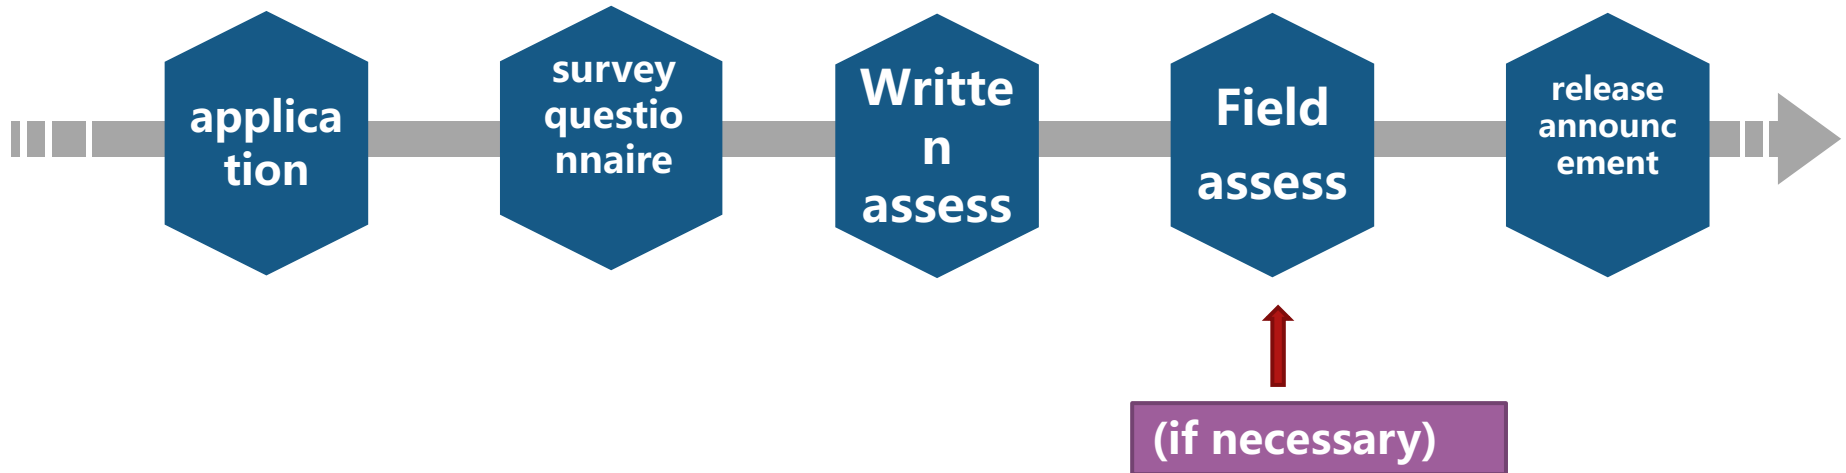 applica
tion
survey
questio
nnaire
Writte
n
assess
Field
assess
release
announc
ement
(if necessary)